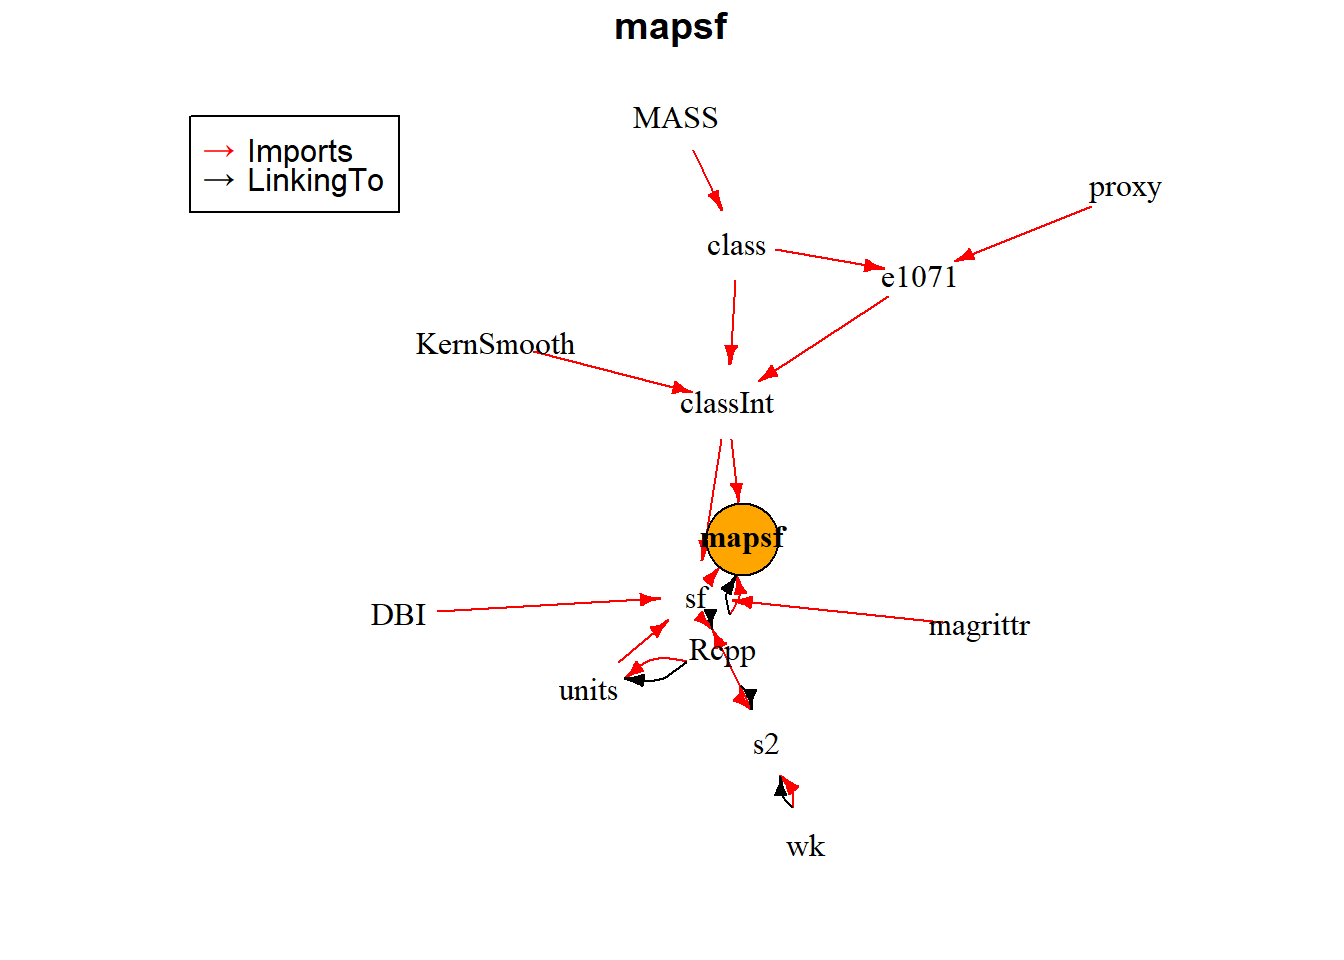 mapsf
MASS
→ Imports
→ LinkingTo
proxy
class
e1071
KernSmooth
classInt
mapsf
sf
DBI
magrittr
Rcpp
units
s2
wk